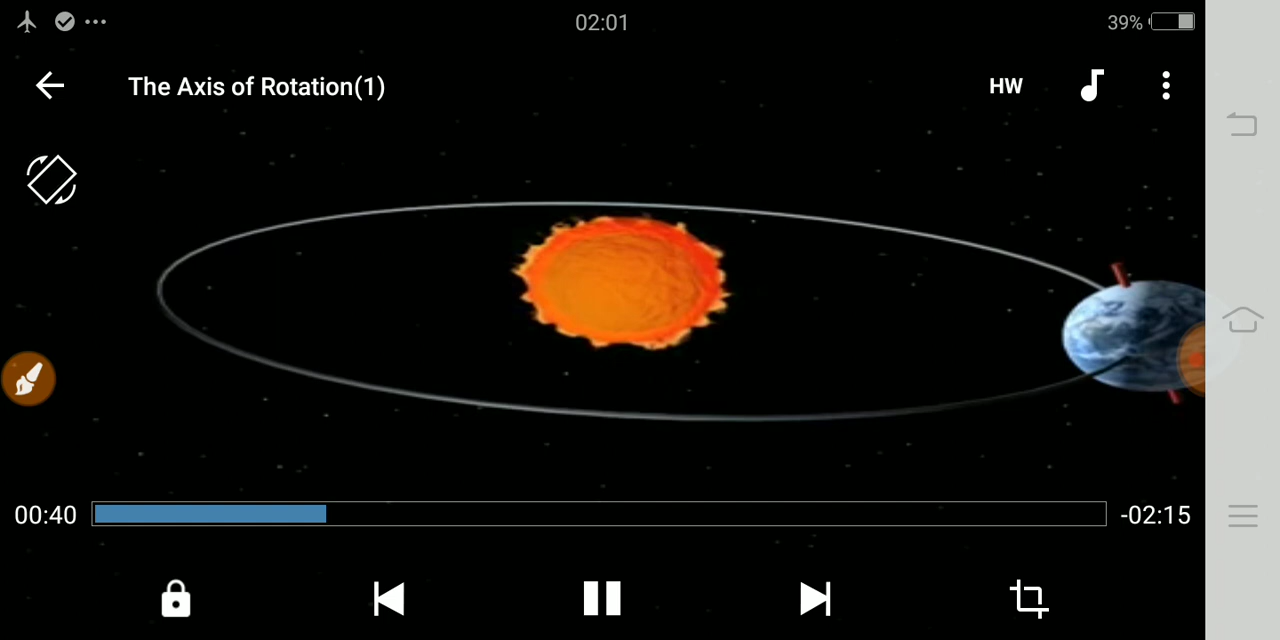 02:01
39%
The Axis of Rotation(1)
HW
00:40
-02:15